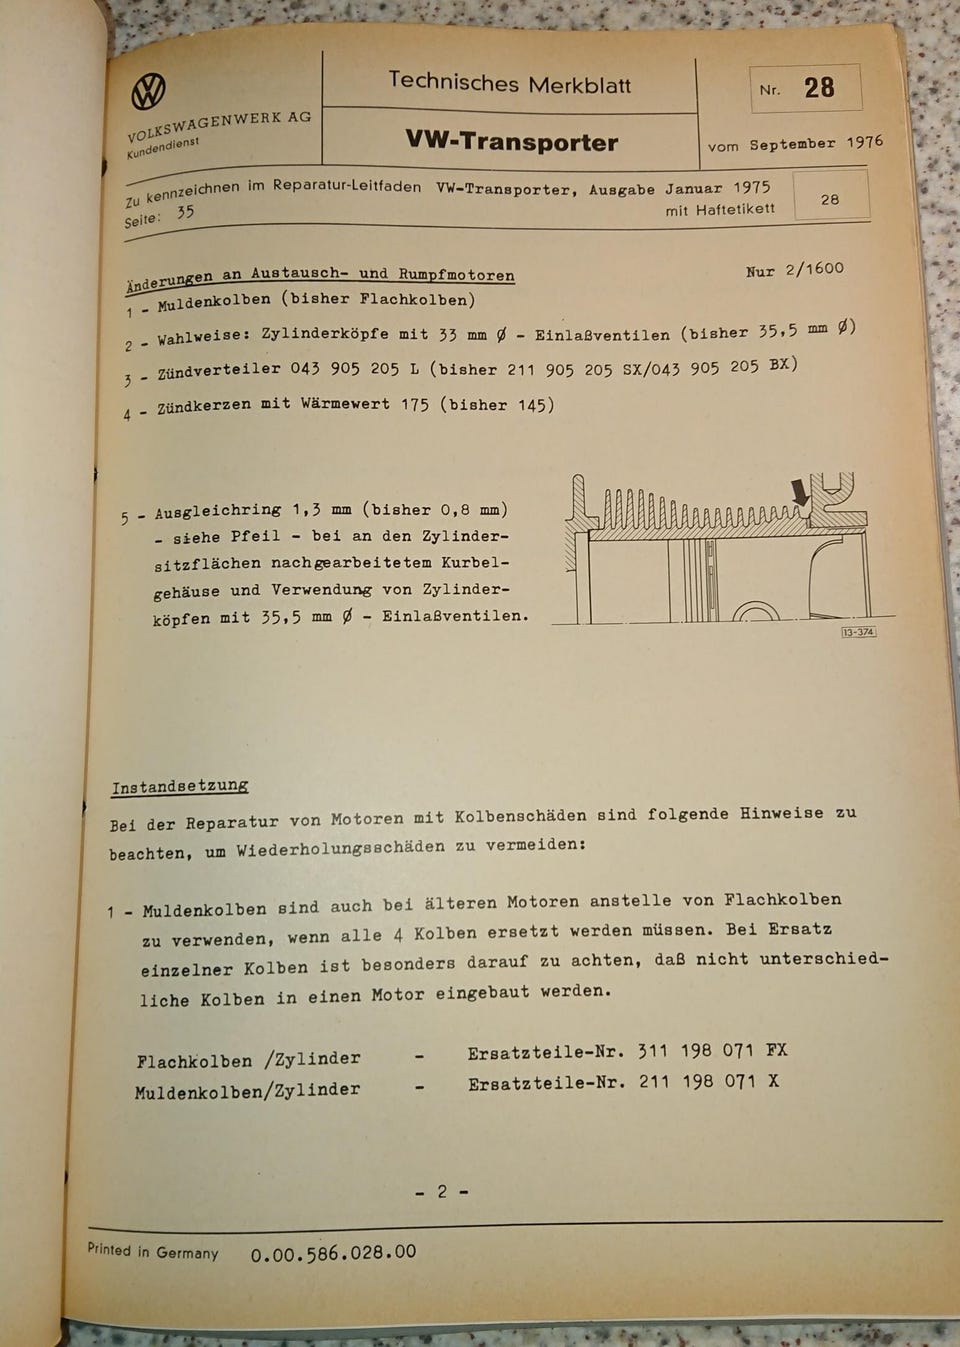 VW
VOLKSWAGENWERK AG
Kundendienst
Technisches Merkblatt
VW-Transporter
Nr. 28
vom September 1976
Zu kennzeichnen im Reparatur-Leitfaden VW-Transporter, Ausgabe Januar 1975
Seite: 35
mit Haftetikett
28
Änderungen an Austausch- und Rumpfmotoren
Nur 2/1600
1 - Muldenkolben (bisher Flachkolben)
2 - Wahlweise: Zylinderköpfe mit 33 mm Ø - Einlaßventilen (bisher 35,5 mm Ø)
3 - Zündverteiler 043 905 205 L (bisher 211 905 205 SX/043 905 205 BX)
4 - Zündkerzen mit Wärmewert 175 (bisher 145)
5 - Ausgleichring 1,3 mm (bisher 0,8 mm)
- siehe Pfeil - bei an den Zylinder-
sitzflächen nachgearbeitetem Kurbel-
gehäuse und Verwendung von Zylinder-
köpfen mit 35,5 mm Ø - Einlaßventilen.
13-374
Instandsetzung
Bei der Reparatur von Motoren mit Kolbenschäden sind folgende Hinweise zu
beachten, um Wiederholungsschäden zu vermeiden:
1 - Muldenkolben sind auch bei älteren Motoren anstelle von Flachkolben
zu verwenden, wenn alle 4 Kolben ersetzt werden müssen. Bei Ersatz
einzelner Kolben ist besonders darauf zu achten, daß nicht unterschied-
liche Kolben in einen Motor eingebaut werden.
Flachkolben /Zylinder - Ersatzteile-Nr. 311 198 071 FX
Muldenkolben/Zylinder - Ersatzteile-Nr. 211 198 071 X
- 2 -
Printed in Germany 0.00.586.028.00